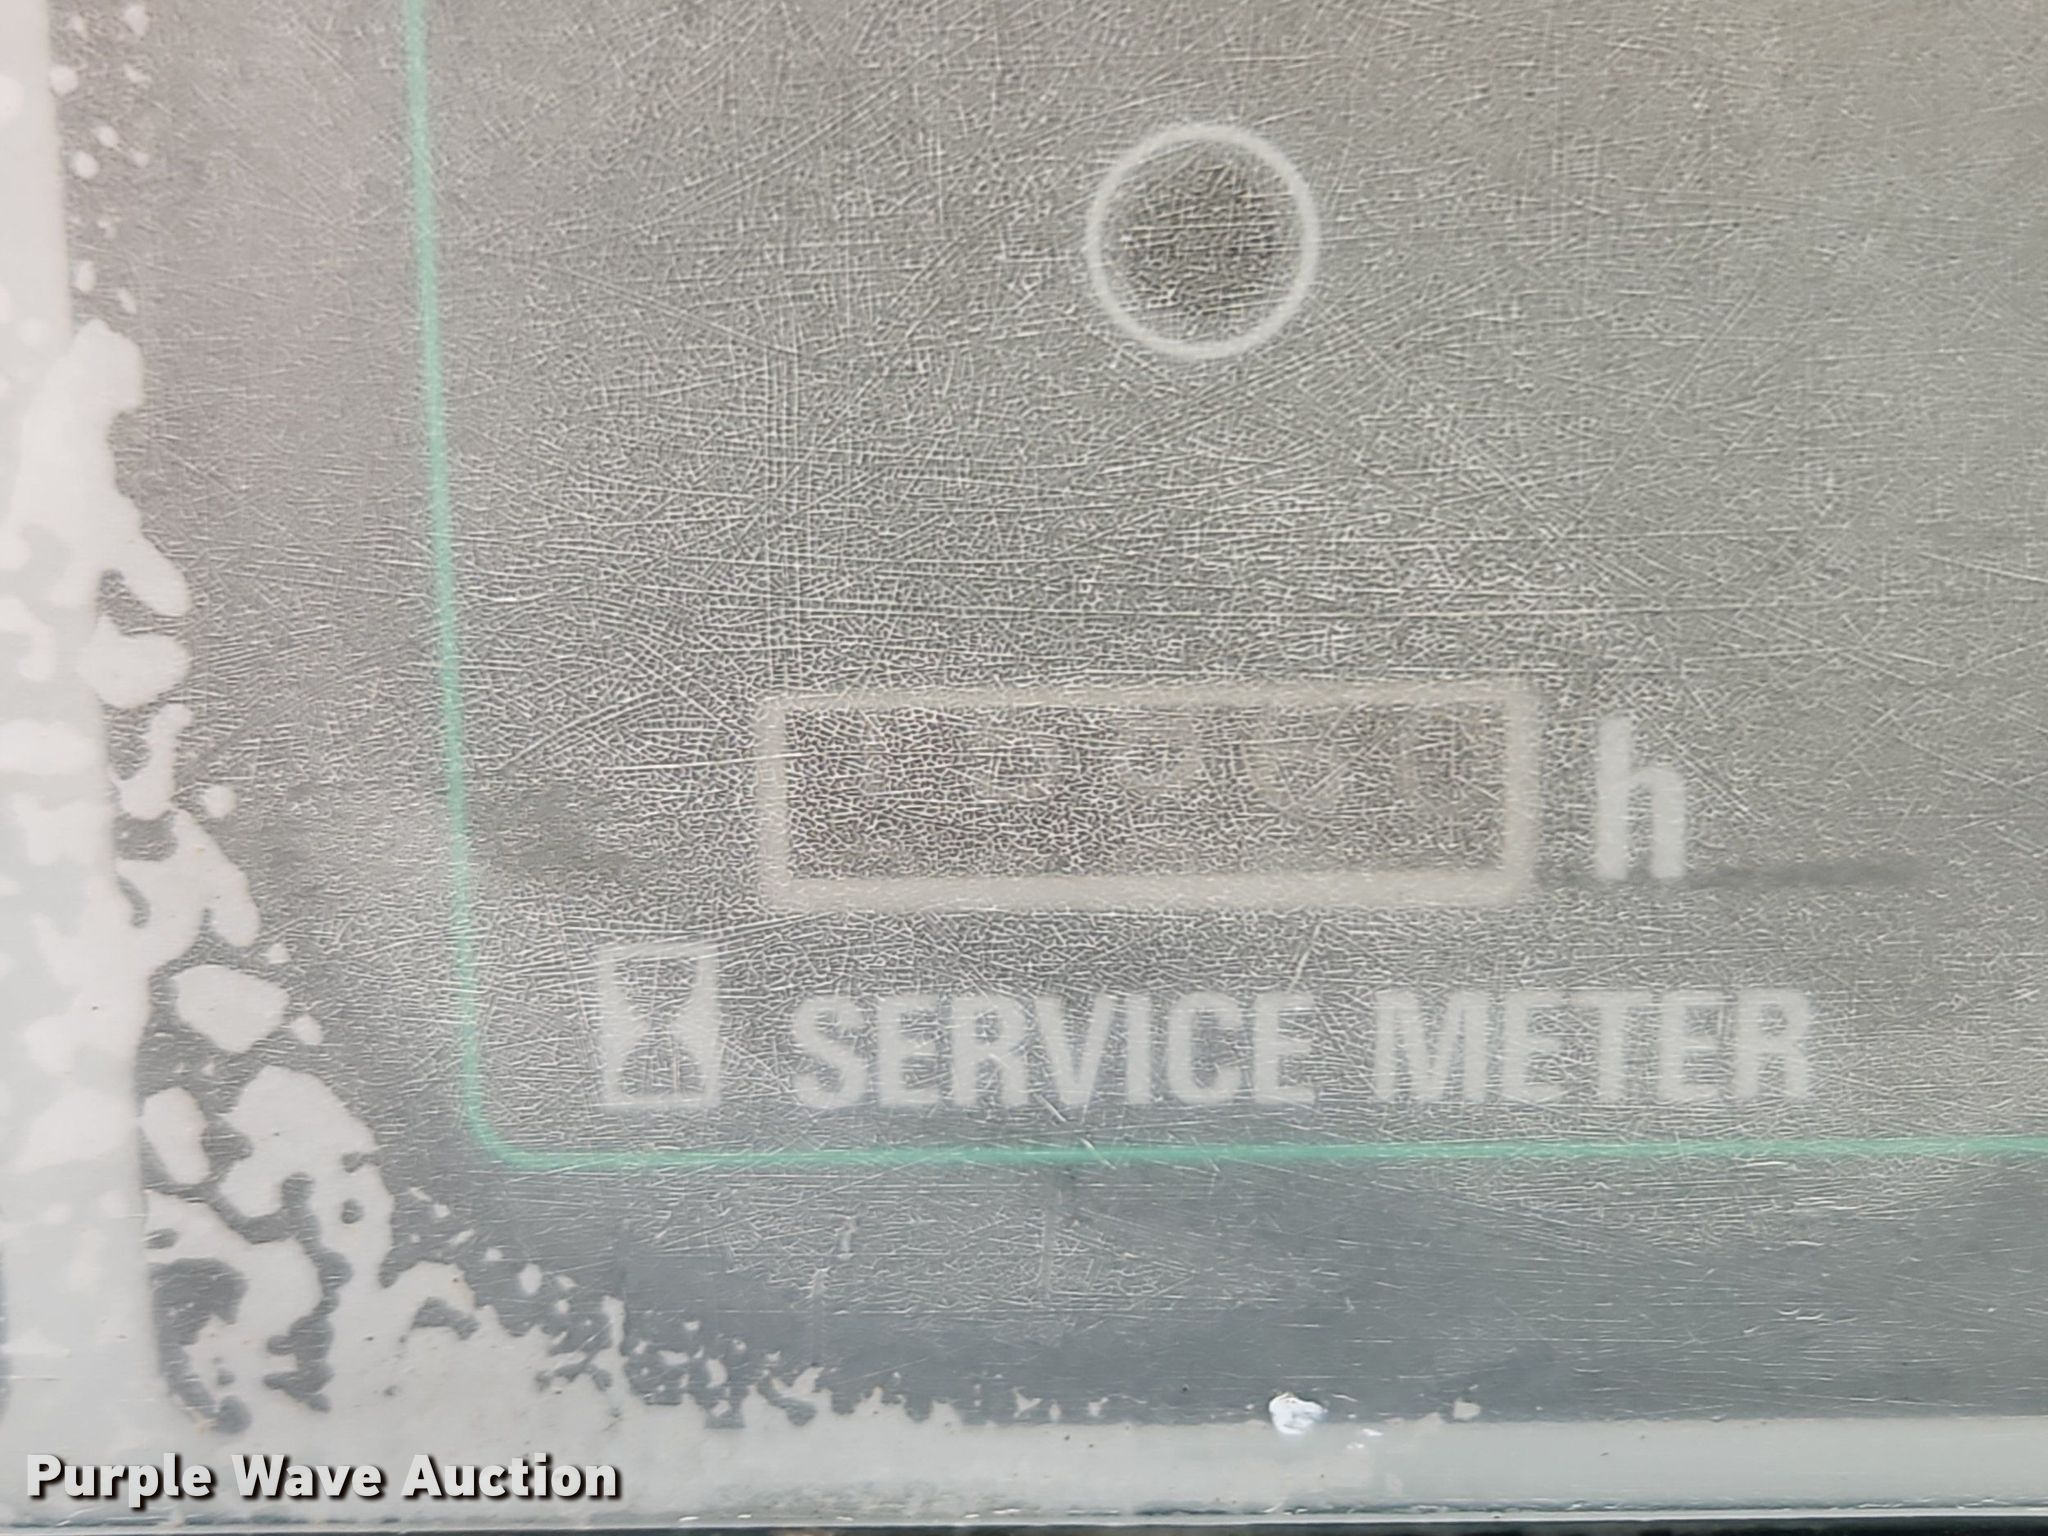 h
SERVICE METER
Purple Wave Auction